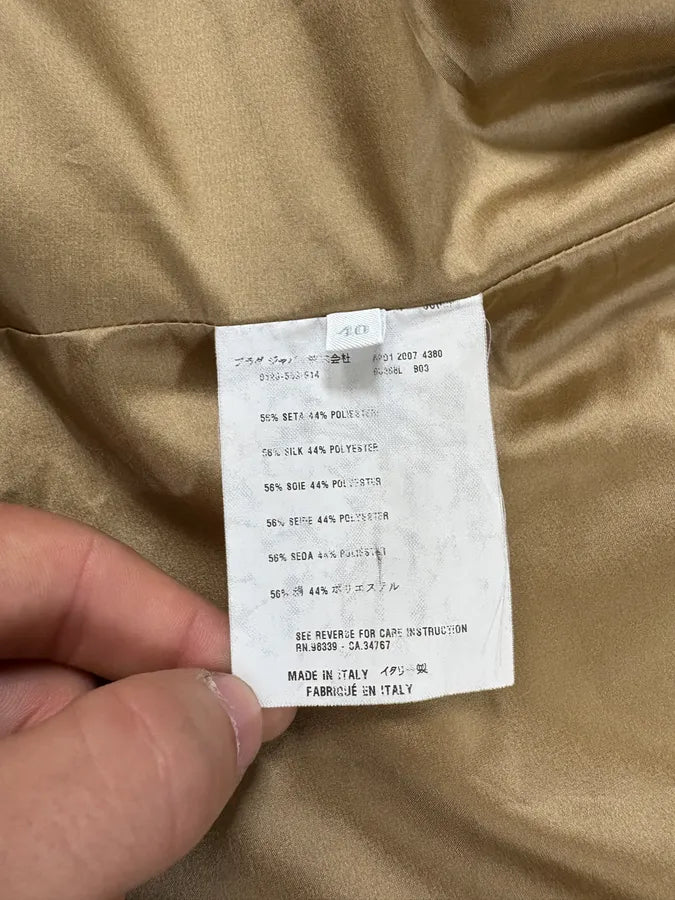 40
プラダ ジャパン株式会社 AP01 2007 4380
B03
56% SETA 44% POLIESTER
56% SILK 44% POLYESTER
56% SOIE 44% POLYESTER
56% SEIDE 44% POLYESTER
56% SEDA 44% POLIESTER
56% 絹 44% ポリエステル
SEE REVERSE FOR CARE INSTRUCTION
RN.98339 - CA.34767
MADE IN ITALY イタリー製
FABRIQUÉ EN ITALY